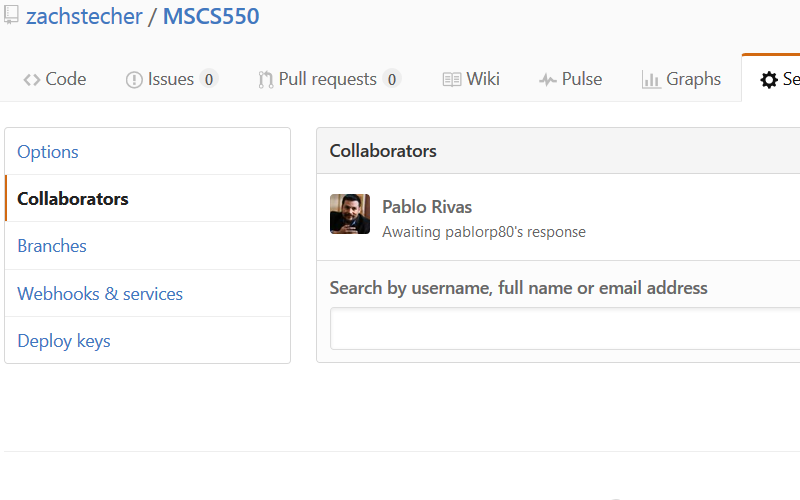 zachstecher / MSCS550
Code Issues 0 Pull requests 0 Wiki Pulse Graphs Se
Options
Collaborators
Branches
Webhooks & services
Deploy keys
Collaborators
Pablo Rivas
Awaiting pablorp80's response
Search by username, full name or email address